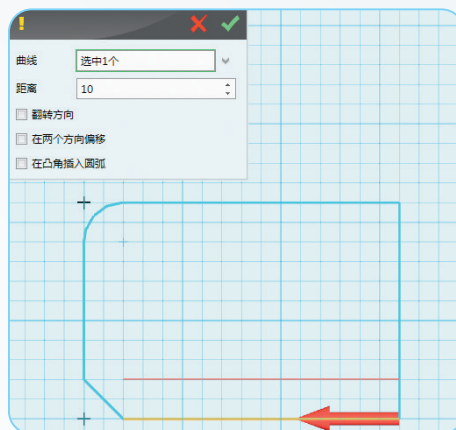 曲线 选中1个
距离 10
翻转方向
在两个方向偏移
在凸角插入圆弧